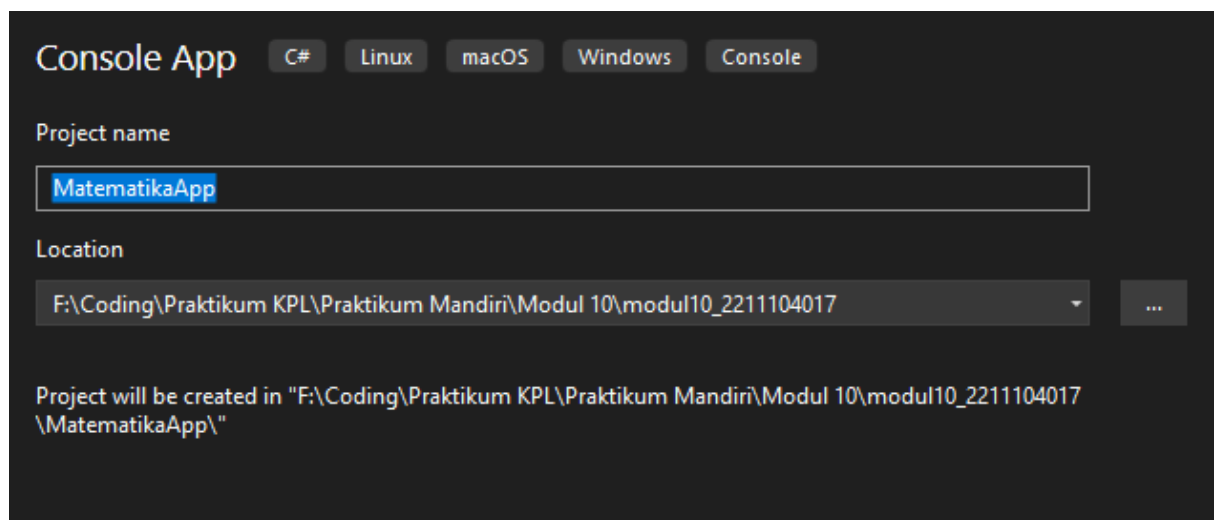 Console App C# Linux macOS Windows Console
Project name
MatematikaApp
Location
F:\Coding\Praktikum KPL\Praktikum Mandiri\Modul 10\modul10_2211104017 ...
Project will be created in "F:\Coding\Praktikum KPL\Praktikum Mandiri\Modul 10\modul10_2211104017
\MatematikaApp\"